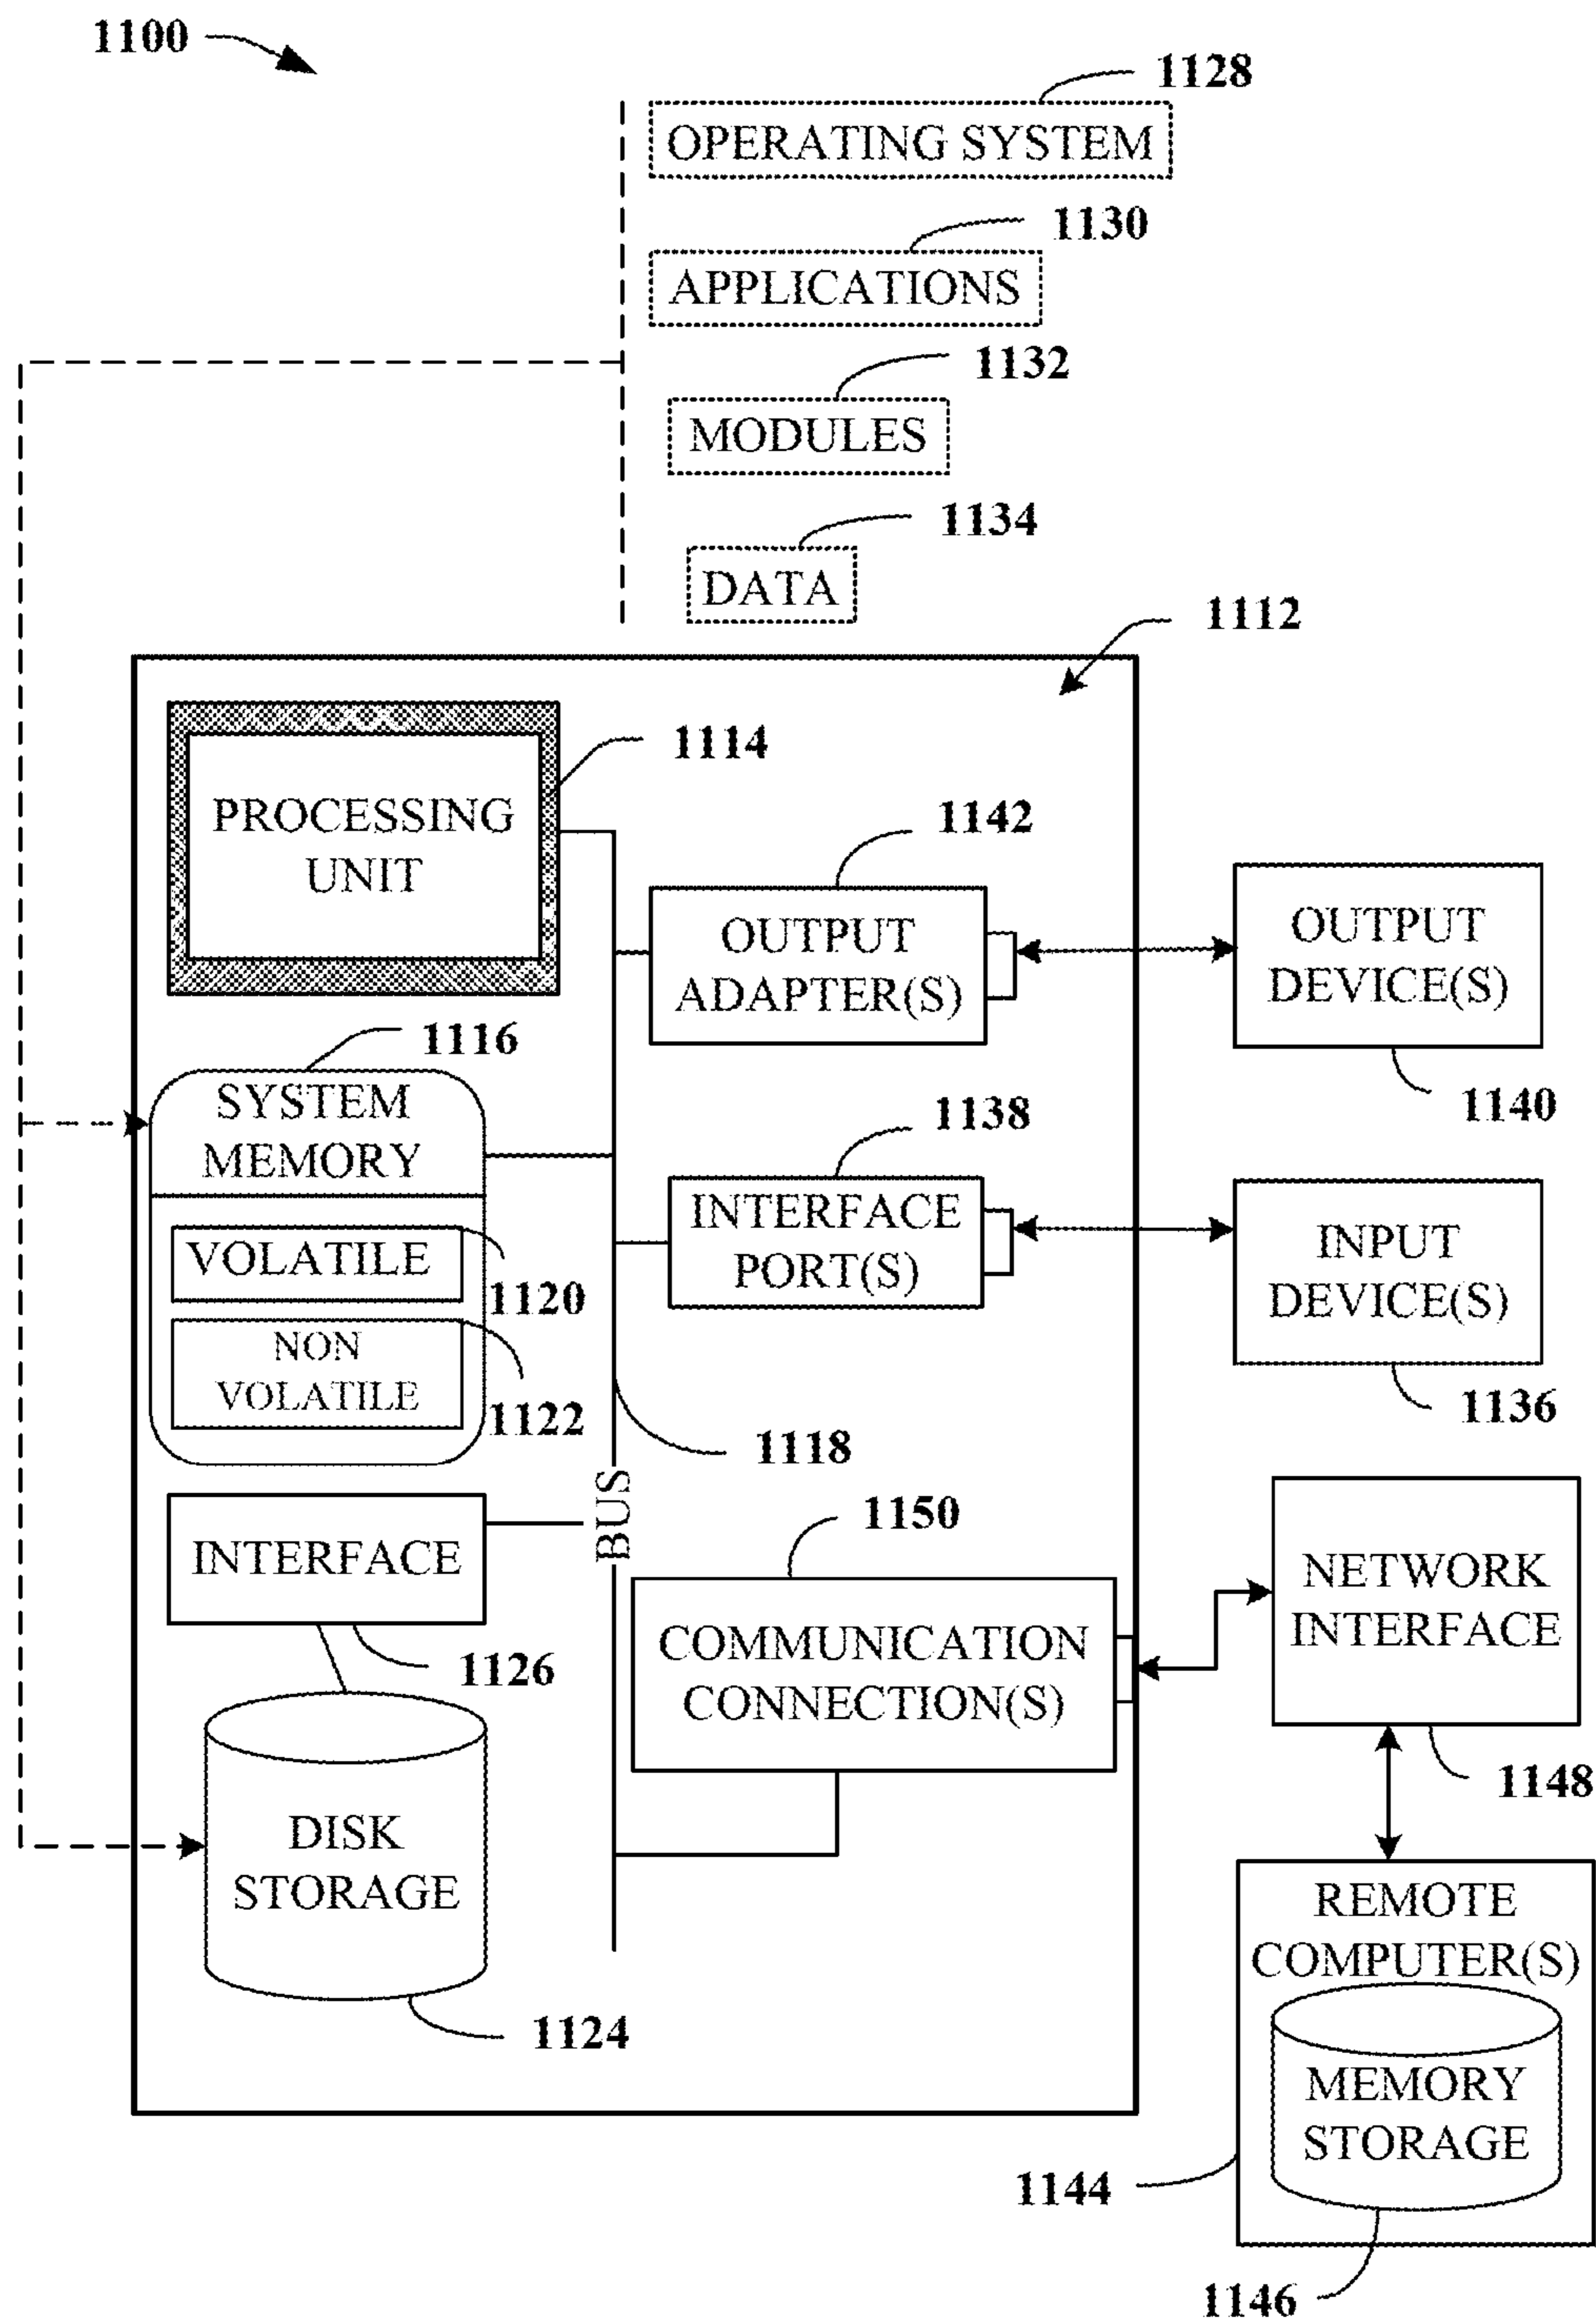 1100
1128
OPERATING SYSTEM
1130
APPLICATIONS
1132
MODULES
1134
DATA
1112
1114
PROCESSING
UNIT
1142
OUTPUT
ADAPTER(S)
OUTPUT
DEVICE(S)
1140
1116
SYSTEM
MEMORY
1138
INTERFACE
PORT(S)
INPUT
DEVICE(S)
1136
VOLATILE
1120
NON
VOLATILE
1122
1118
BUS
INTERFACE
1126
1150
COMMUNICATION
CONNECTION(S)
NETWORK
INTERFACE
1148
DISK
STORAGE
1124
REMOTE
COMPUTER(S)
MEMORY
STORAGE
1144
1146